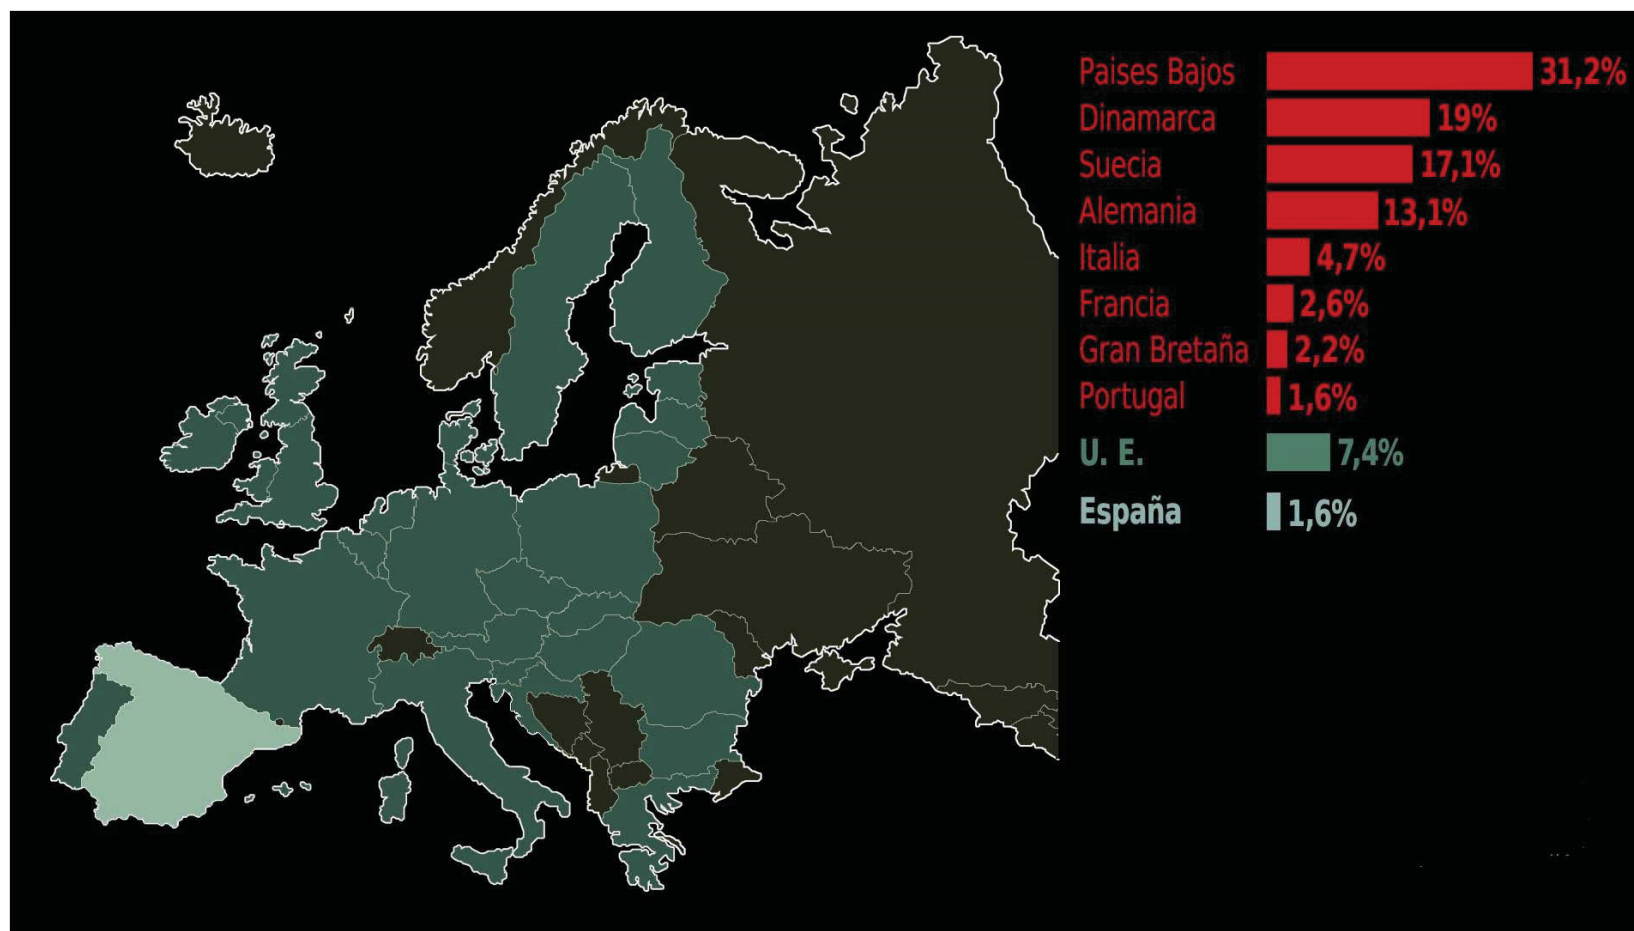 Paises Bajos 31,2%
Dinamarca 19%
Suecia 17,1%
Alemania 13,1%
Italia 4,7%
Francia 2,6%
Gran Bretaña 2,2%
Portugal 1,6%
U. E. 7,4%
España 1,6%